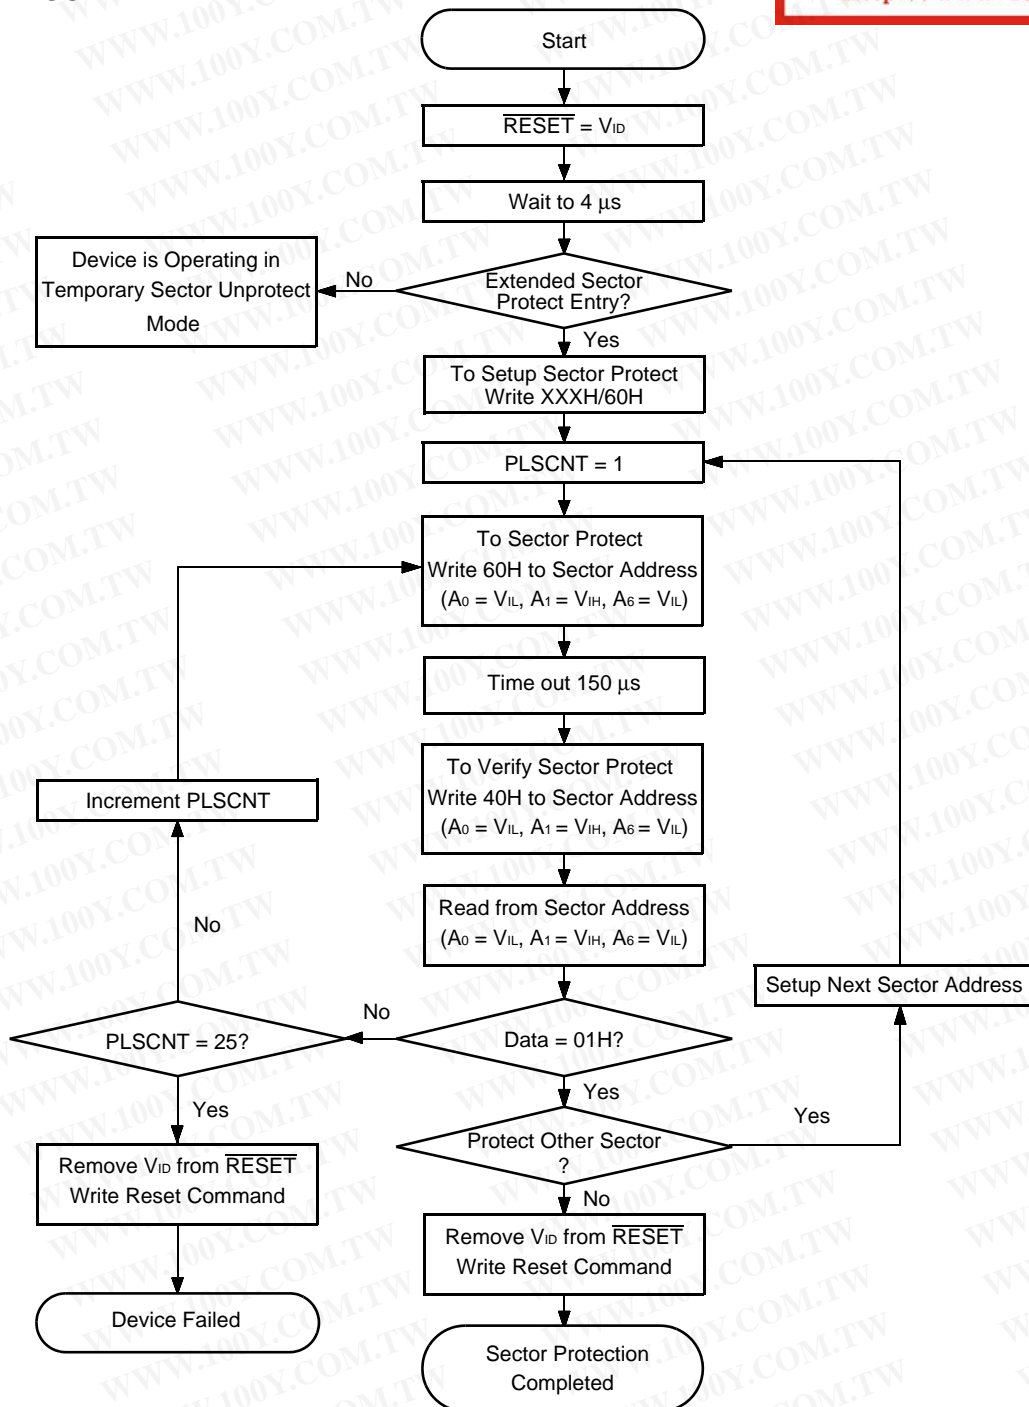 Start
RESET = VID
Wait to 4 μs
Device is Operating in
Temporary Sector Unprotect
Mode
No
Extended Sector
Protect Entry?
Yes
To Setup Sector Protect
Write XXXH/60H
PLSCNT = 1
To Sector Protect
Write 60H to Sector Address
(A0 = VIL, A1 = VIH, A6 = VIL)
Time out 150 μs
To Verify Sector Protect
Write 40H to Sector Address
(A0 = VIL, A1 = VIH, A6 = VIL)
Increment PLSCNT
Read from Sector Address
(A0 = VIL, A1 = VIH, A6 = VIL)
No
Setup Next Sector Address
No
PLSCNT = 25?
Data = 01H?
Yes
Yes
Yes
Protect Other Sector
?
Remove VID from RESET
Write Reset Command
No
Remove VID from RESET
Write Reset Command
Device Failed
Sector Protection
Completed
WWW.100Y.COM.TW